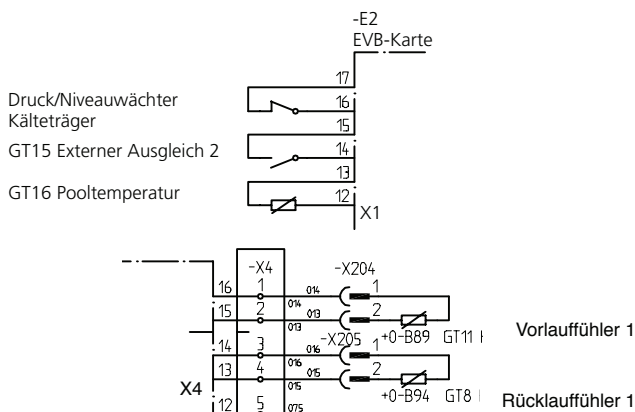 -E2
EVB-Karte
17
Druck/Niveauwächter
16
Kälteträger
15
GT15 Externer Ausgleich 2
14
13
GT16 Pooltemperatur
12
X1
-X4
-X204
16
1
014
014
1
15
2
013
013
2
-X205
+0-B89
GT11
Vorlauffühler 1
14
3
016
016
1
13
4
015
015
2
X4
+0-B94
GT8
Rücklauffühler 1
12
5
075